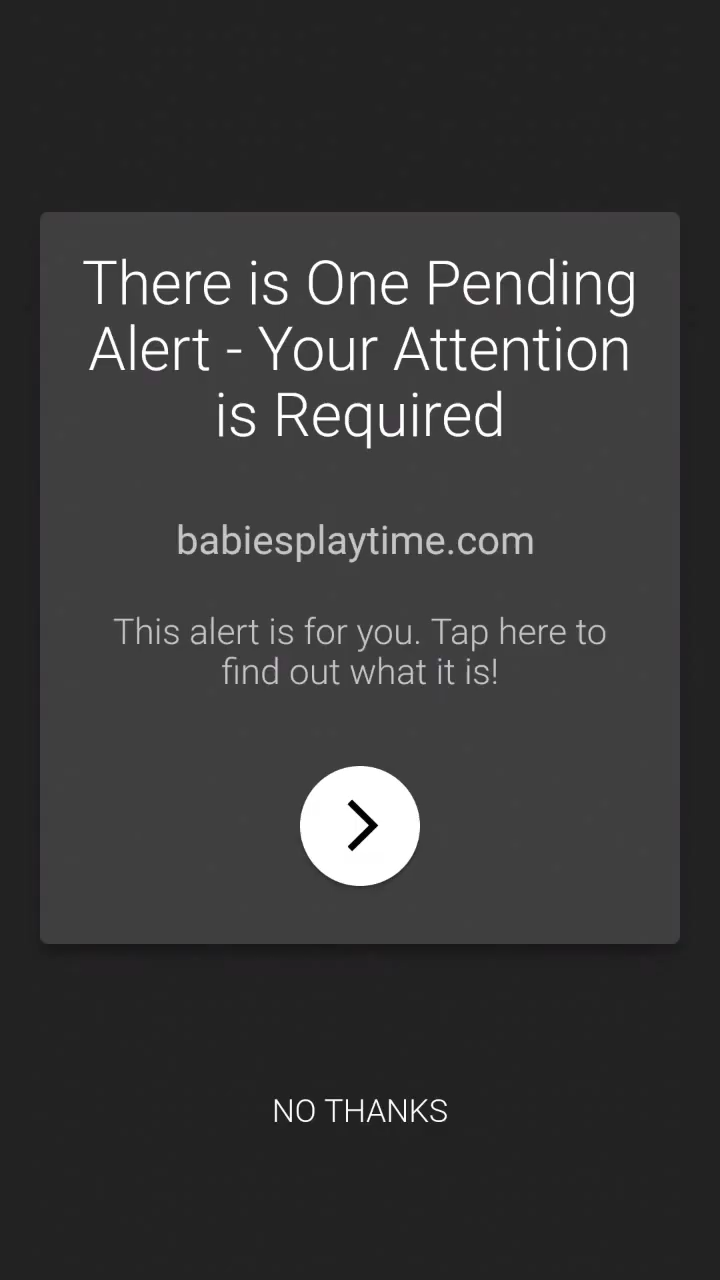 There is One Pending
Alert - Your Attention
is Required
babiesplaytime.com
This alert is for you. Tap here to
find out what it is!
NO THANKS